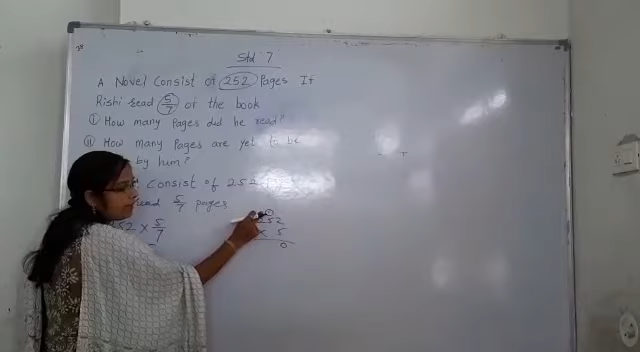 Std 7
A Novel Consist of 252 Pages If
Rishi read 5/7 of the book
(i) How many Pages did he read?
(ii) How many Pages are yet to be
by him?
Consist of 252
read 5/7 pages
252 × 5/7
252
× 5
0